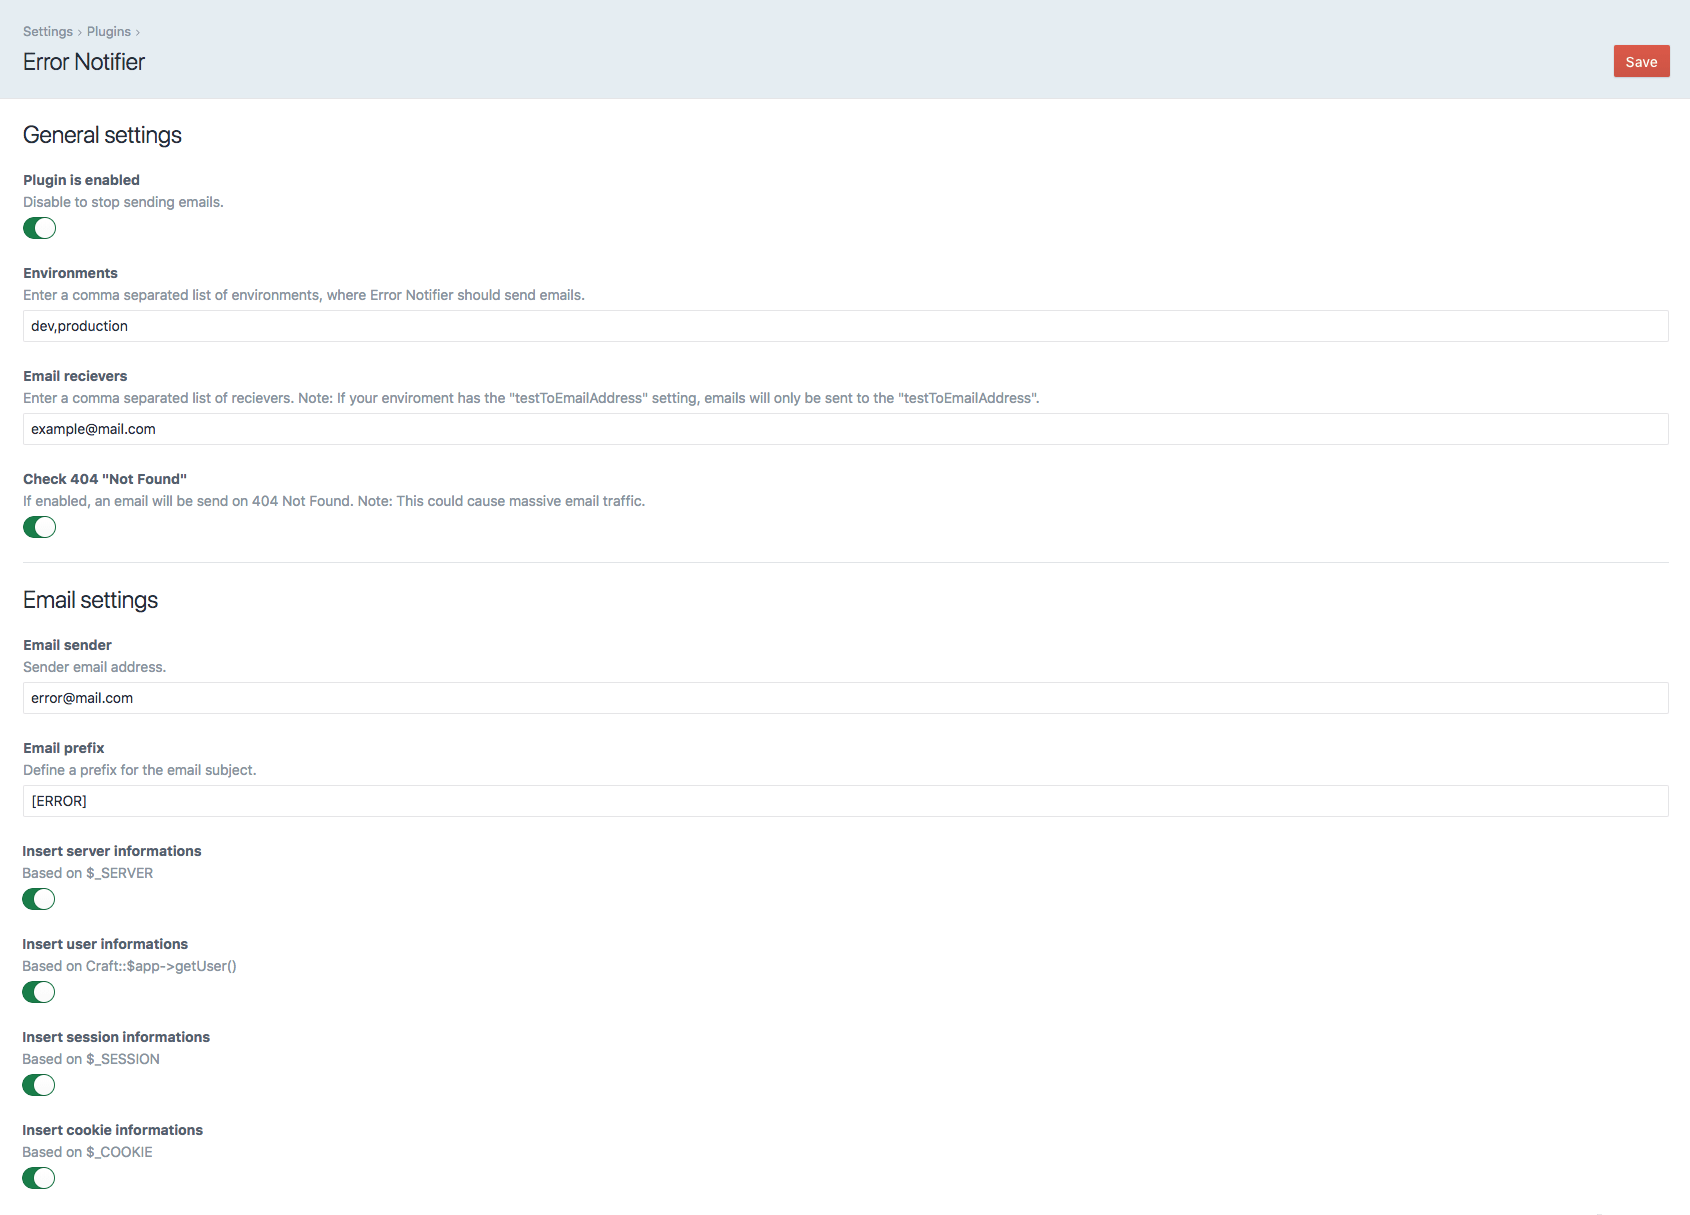 Settings › Plugins ›
Error Notifier
Save
General settings
Plugin is enabled
Disable to stop sending emails.
Environments
Enter a comma separated list of environments, where Error Notifier should send emails.
dev,production
Email recievers
Enter a comma separated list of recievers. Note: If your enviroment has the "testToEmailAddress" setting, emails will only be sent to the "testToEmailAddress".
example@mail.com
Check 404 "Not Found"
If enabled, an email will be send on 404 Not Found. Note: This could cause massive email traffic.
Email settings
Email sender
Sender email address.
error@mail.com
Email prefix
Define a prefix for the email subject.
[ERROR]
Insert server informations
Based on $_SERVER
Insert user informations
Based on Craft::$app->getUser()
Insert session informations
Based on $_SESSION
Insert cookie informations
Based on $_COOKIE